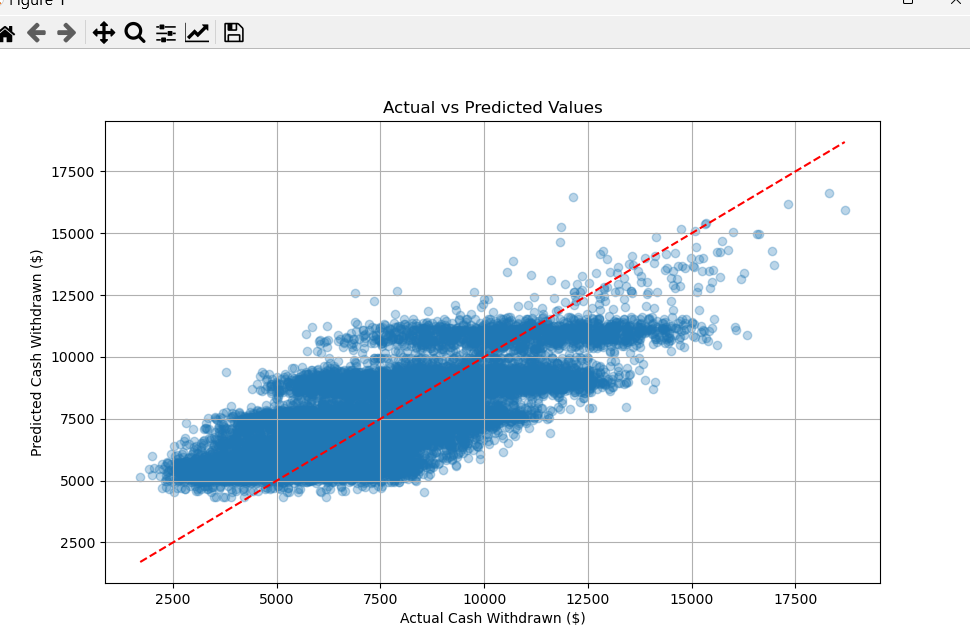 Figure 1
Actual vs Predicted Values
17500
15000
12500
10000
7500
5000
2500
Predicted Cash Withdrawn ($)
2500 5000 7500 10000 12500 15000 17500
Actual Cash Withdrawn ($)